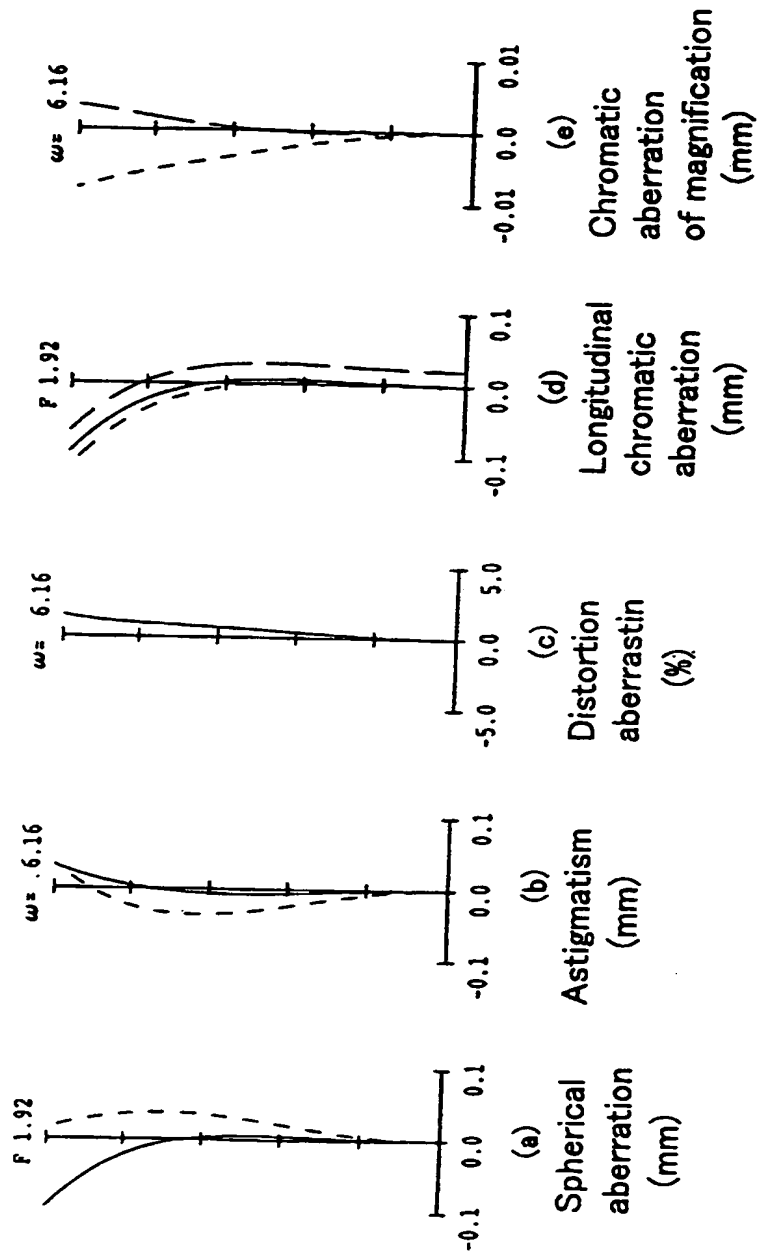 F 1.92
-0.1 0.0 0.1
(a)
Spherical
aberration
(mm)
ω= . 6.16
-0.1 0.0 0.1
(b)
Astigmatism
(mm)
ω= 6.16
-5.0 0.0 5.0
(c)
Distortion
aberrastin
(%)
F 1.92
-0.1 0.0 0.1
(d)
Longitudinal
chromatic
aberration
(mm)
ω= 6.16
-0.01 0.0 0.01
(e)
Chromatic
aberration
of magnification
(mm)